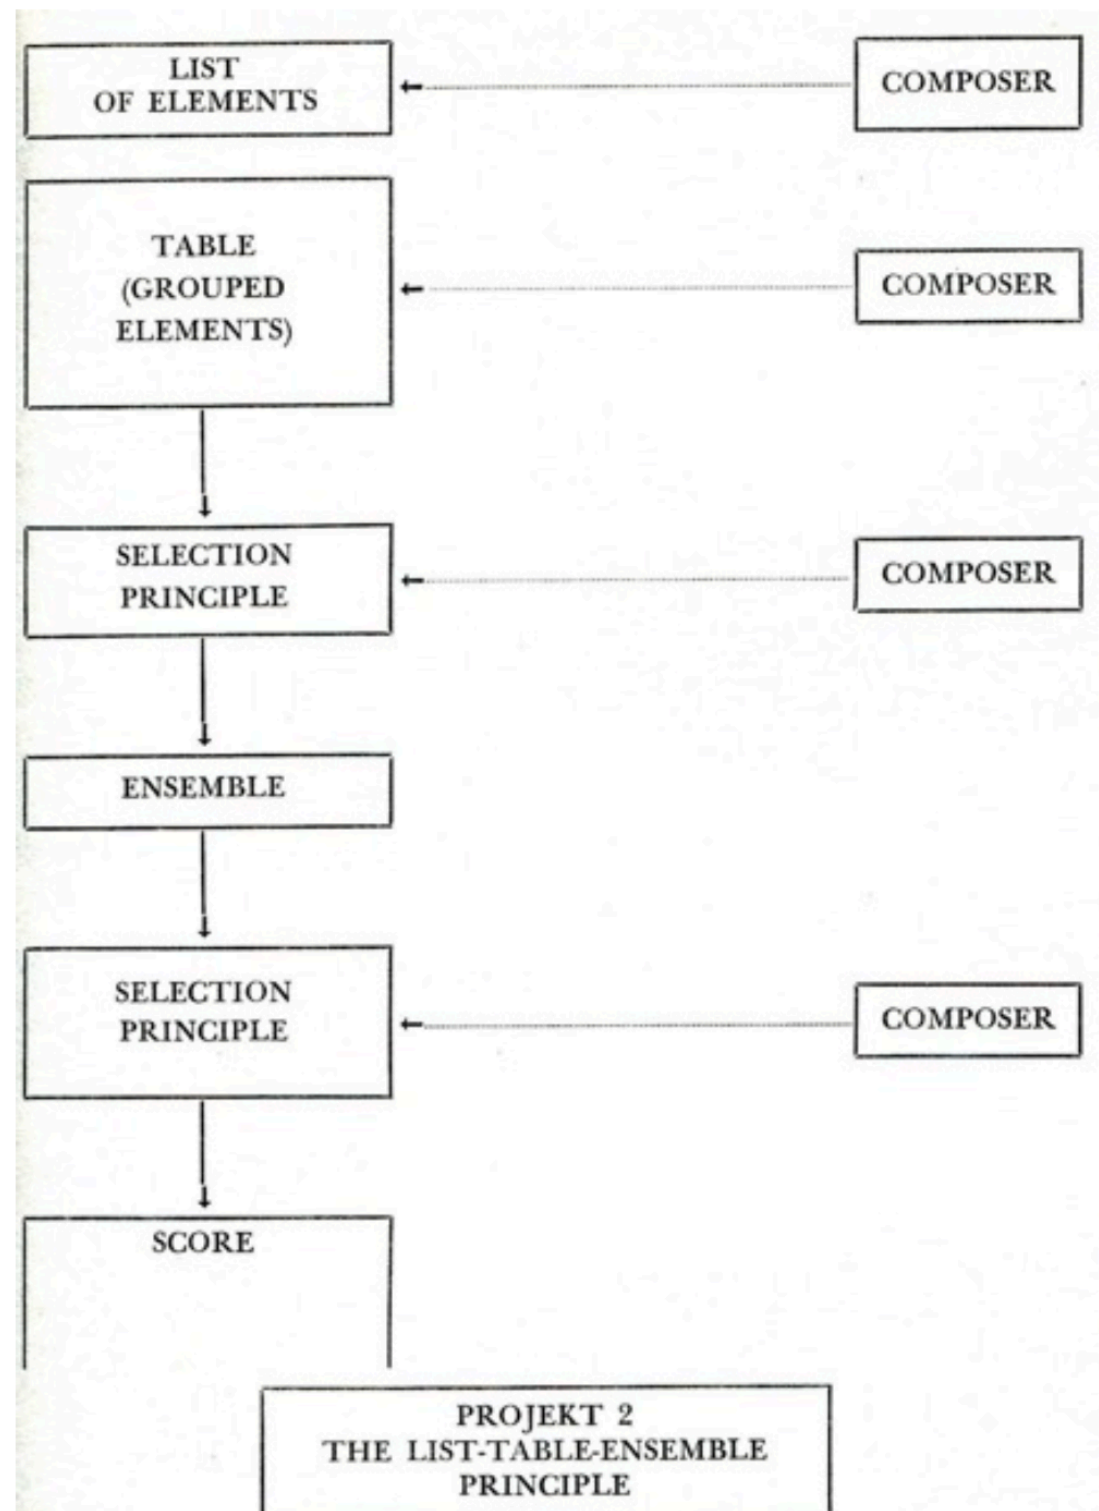 LIST
OF ELEMENTS
COMPOSER
TABLE
(GROUPED
ELEMENTS)
COMPOSER
SELECTION
PRINCIPLE
COMPOSER
ENSEMBLE
SELECTION
PRINCIPLE
COMPOSER
SCORE
PROJEKT 2
THE LIST-TABLE-ENSEMBLE
PRINCIPLE